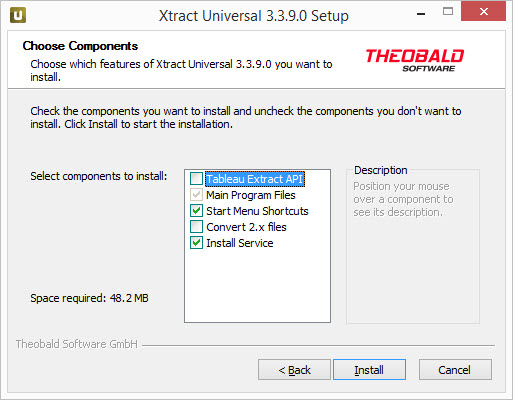 Xtract Universal 3.3.9.0 Setup
Choose Components
Choose which features of Xtract Universal 3.3.9.0 you want to
install.
THEOBALD
SOFTWARE
Check the components you want to install and uncheck the components you don't want to
install. Click Install to start the installation.
Select components to install:
Tableau Extract API
Main Program Files
Start Menu Shortcuts
Convert 2.x files
Install Service
Description
Position your mouse
over a component to
see its description.
Space required: 48.2 MB
Theobald Software GmbH
< Back
Install
Cancel